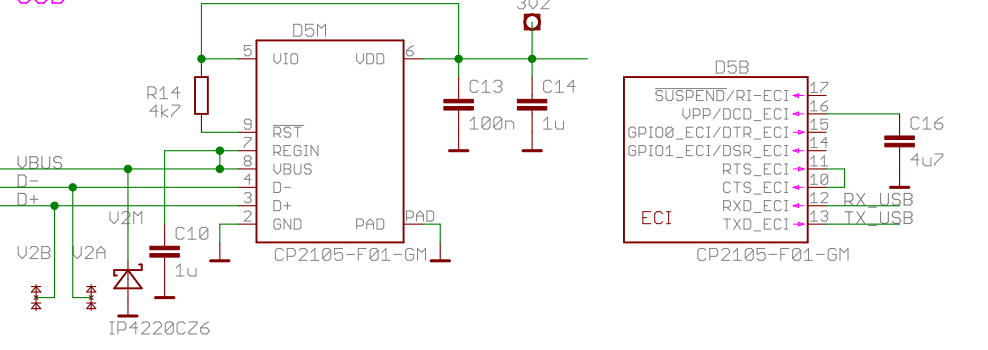 3V2
D5M
5 VIO VDD 6
R14
4k7
C13
100n
C14
1u
9 RST
7 REGIN
8 VBUS
4 D-
3 D+
2 GND PAD PAD
CP2105-F01-GM
VBUS
D-
D+
V2M
C10
1u
V2B
V2A
IP4220CZ6
D5B
SUSPEND/RI-ECI 17
VPP/DCD_ECI 16
GPIO0_ECI/DTR_ECI 15
GPIO1_ECI/DSR_ECI 14
RTS_ECI 11
CTS_ECI 10
RXD_ECI 12 RX_USB
TXD_ECI 13 TX_USB
ECI
C16
4u7
CP2105-F01-GM